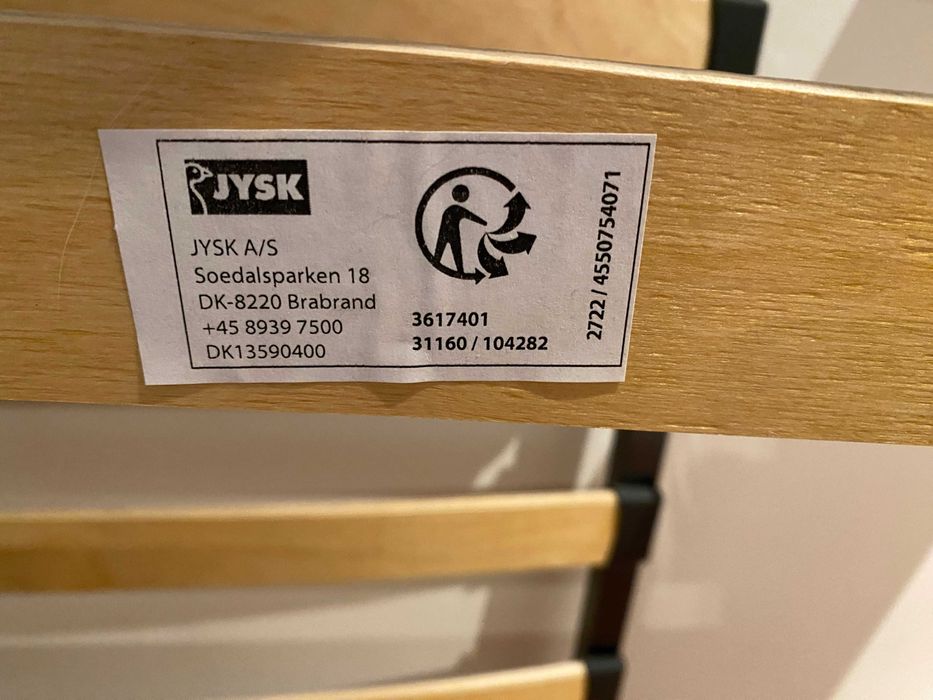 JYSK
JYSK A/S
Soedalsparken 18
DK-8220 Brabrand
+45 8939 7500
DK13590400
3617401
31160 / 104282
2722 / 4550754071